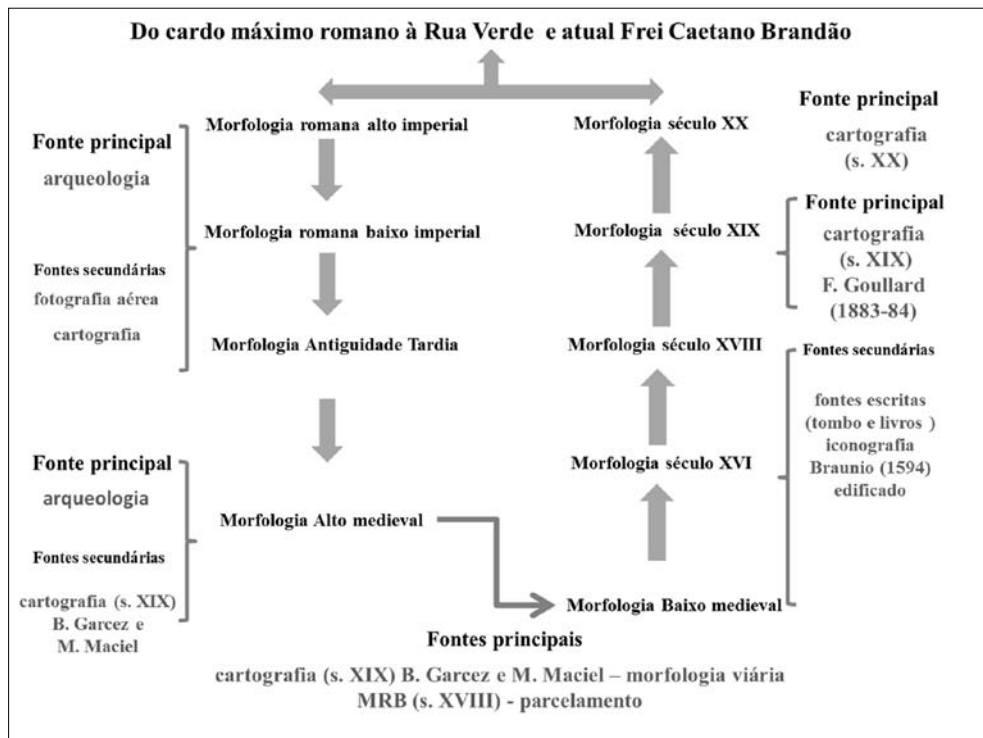 Do cardo máximo romano à Rua Verde e atual Frei Caetano Brandão
Fonte principal
arqueologia
Fontes secundárias
fotografia aérea
cartografia
Morfologia romana alto imperial
Morfologia romana baixo imperial
Morfologia Antiguidade Tardia
Fonte principal
arqueologia
Fontes secundárias
cartografia (s. XIX)
B. Garcez e
M. Maciel
Morfologia Alto medieval
Morfologia século XX
Morfologia século XIX
Morfologia século XVIII
Morfologia século XVI
Morfologia Baixo medieval
Fonte principal
cartografia
(s. XX)
Fonte principal
cartografia
(s. XIX)
F. Goullard
(1883-84)
Fontes secundárias
fontes escritas
(tombo e livros )
iconografia
Braunio (1594)
edificado
Fontes principais
cartografia (s. XIX) B. Garcez e M. Maciel – morfologia viária
MRB (s. XVIII) - parcelamento